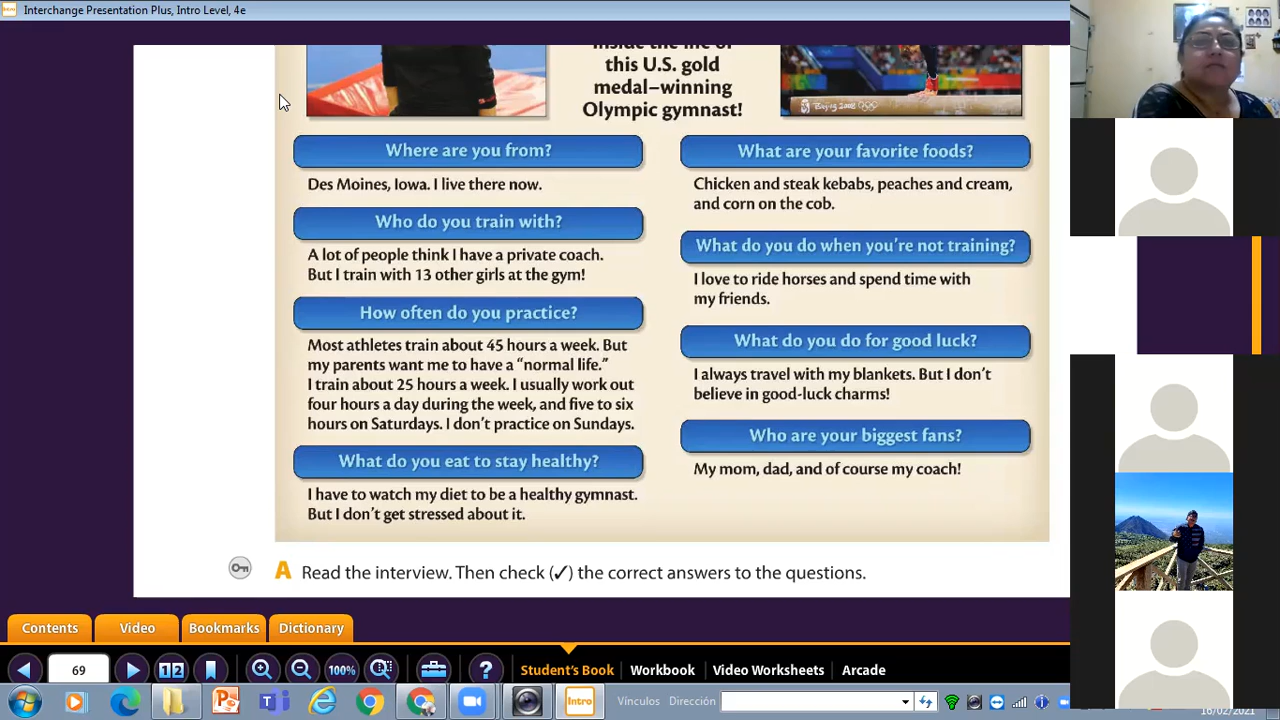 Interchange Presentation Plus, Intro Level, 4e
this U.S. gold
medal–winning
Olympic gymnast!
Beijing 2008
Where are you from?
Des Moines, Iowa. I live there now.
Who do you train with?
A lot of people think I have a private coach.
But I train with 13 other girls at the gym!
How often do you practice?
Most athletes train about 45 hours a week. But
my parents want me to have a “normal life.”
I train about 25 hours a week. I usually work out
four hours a day during the week, and five to six
hours on Saturdays. I don’t practice on Sundays.
What do you eat to stay healthy?
I have to watch my diet to be a healthy gymnast.
But I don’t get stressed about it.
What are your favorite foods?
Chicken and steak kebabs, peaches and cream,
and corn on the cob.
What do you do when you’re not training?
I love to ride horses and spend time with
my friends.
What do you do for good luck?
I always travel with my blankets. But I don’t
believe in good-luck charms!
Who are your biggest fans?
My mom, dad, and of course my coach!
A Read the interview. Then check (✓) the correct answers to the questions.
Contents Video Bookmarks Dictionary
69 12 100% ? Student's Book Workbook Video Worksheets Arcade
Intro Vínculos Dirección
16/02/2021